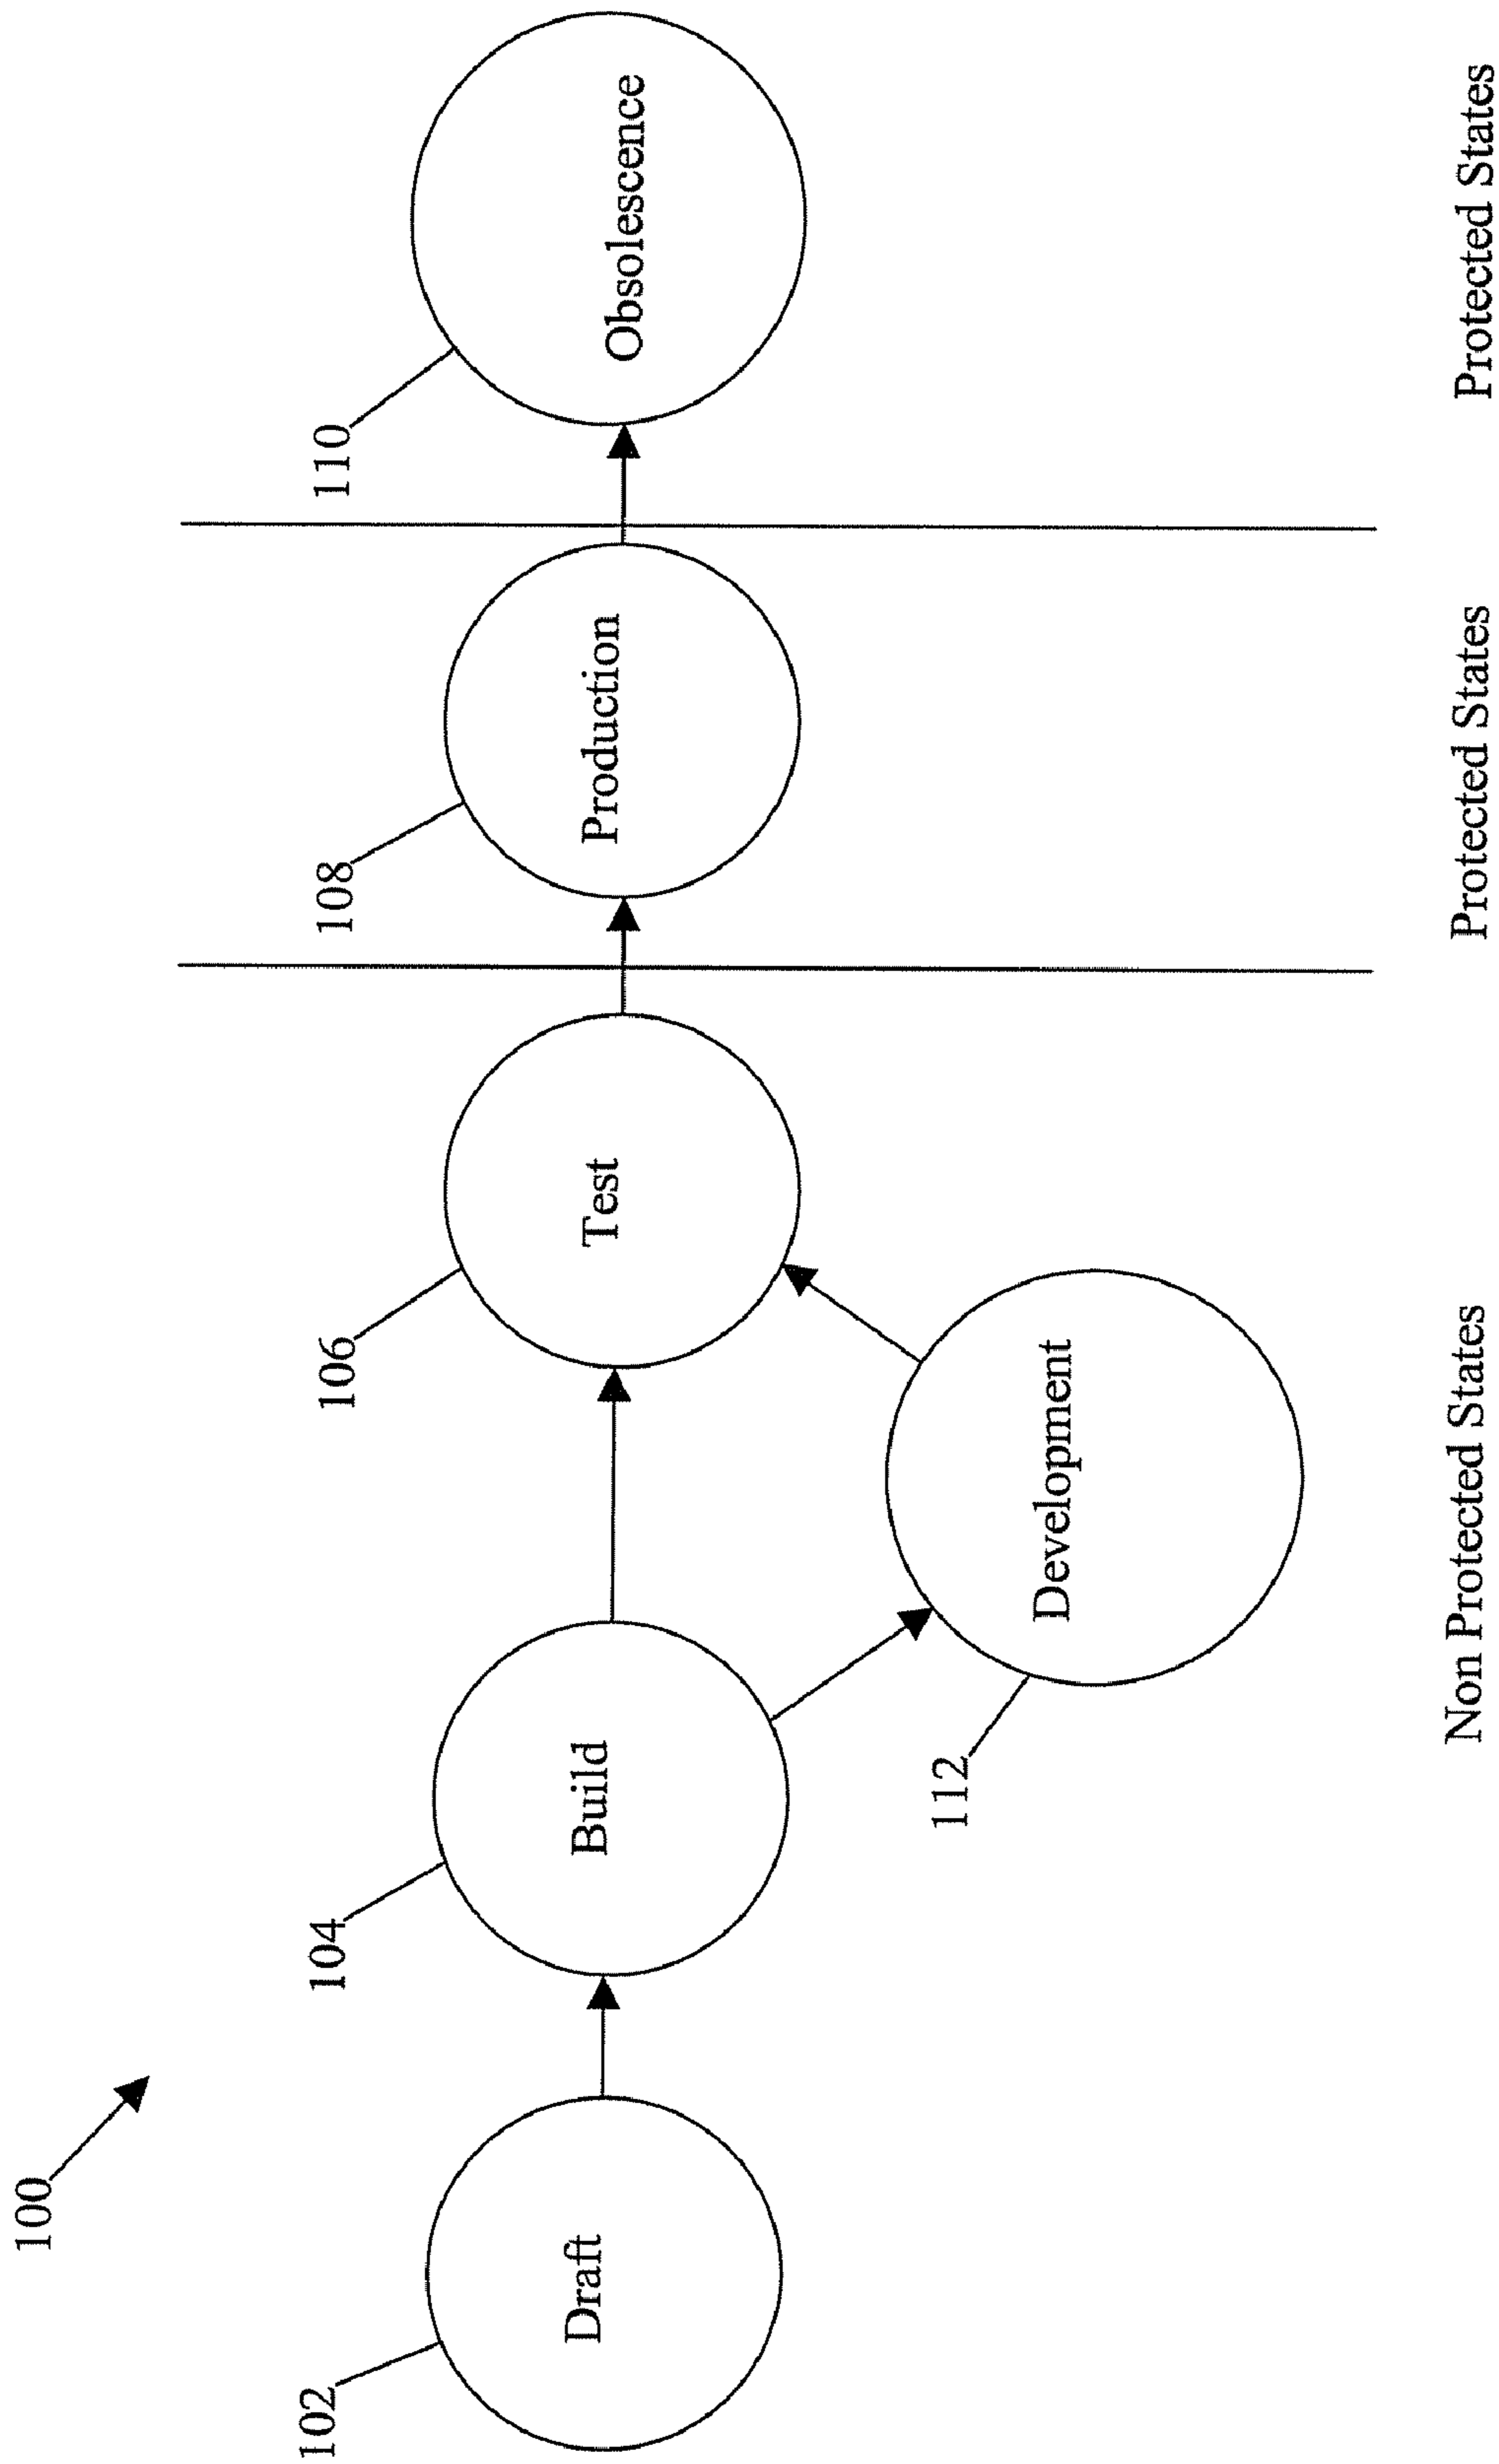 100
102
104
106
108
110
Draft
Build
Test
Production
Obsolescence
112
Development
Non Protected States
Protected States
Protected States